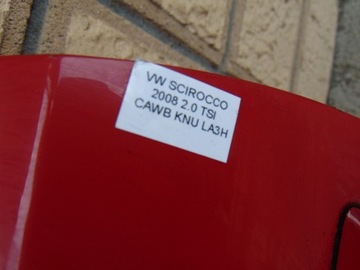 VW SCIROCCO
2008 2.0 TSI
CAWB KNU LA3H